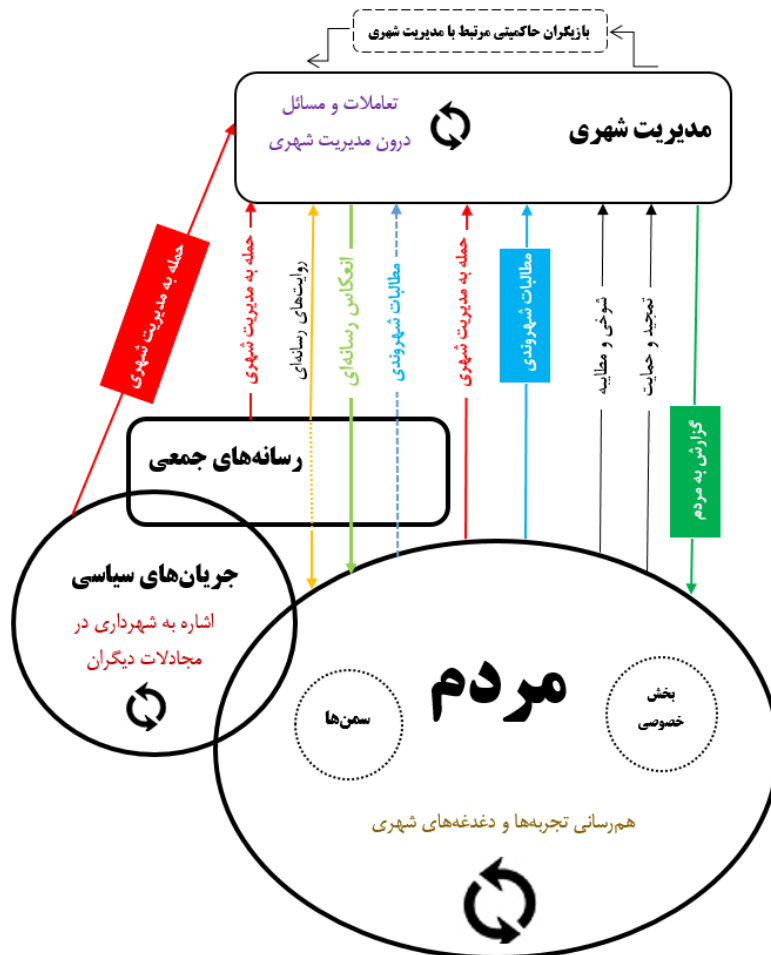 بازیگران حاکمیتی مرتبط با مدیریت شهری
مدیریت شهری
تعاملات و مسائل
درون مدیریت شهری
گزارش به مردم
تمجید و حمایت
شوخی و مطایبه
مطالبات شهروندی
حمله به مدیریت شهری
مطالبات شهروندی
انعکاس رسانه‌ای
روایت‌های رسانه‌ای
حمله به مدیریت شهری
حمله به مدیریت شهری
رسانه‌های جمعی
جریان‌های سیاسی
اشاره به شهرداری در
مجادلات دیگران
مردم
بخش
خصوصی
سمن‌ها
هم‌رسانی تجربه‌ها و دغدغه‌های شهری